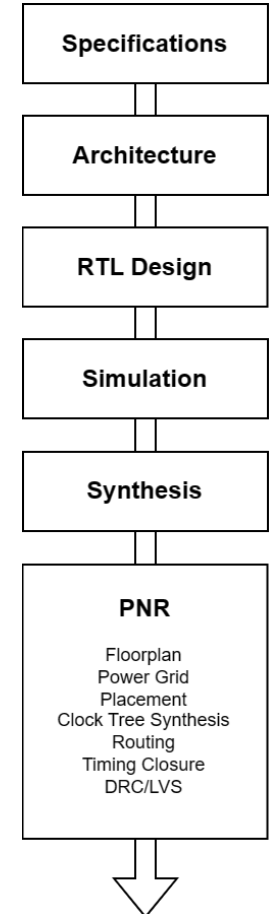 Specifications
Architecture
RTL Design
Simulation
Synthesis
PNR
Floorplan
Power Grid
Placement
Clock Tree Synthesis
Routing
Timing Closure
DRC/LVS